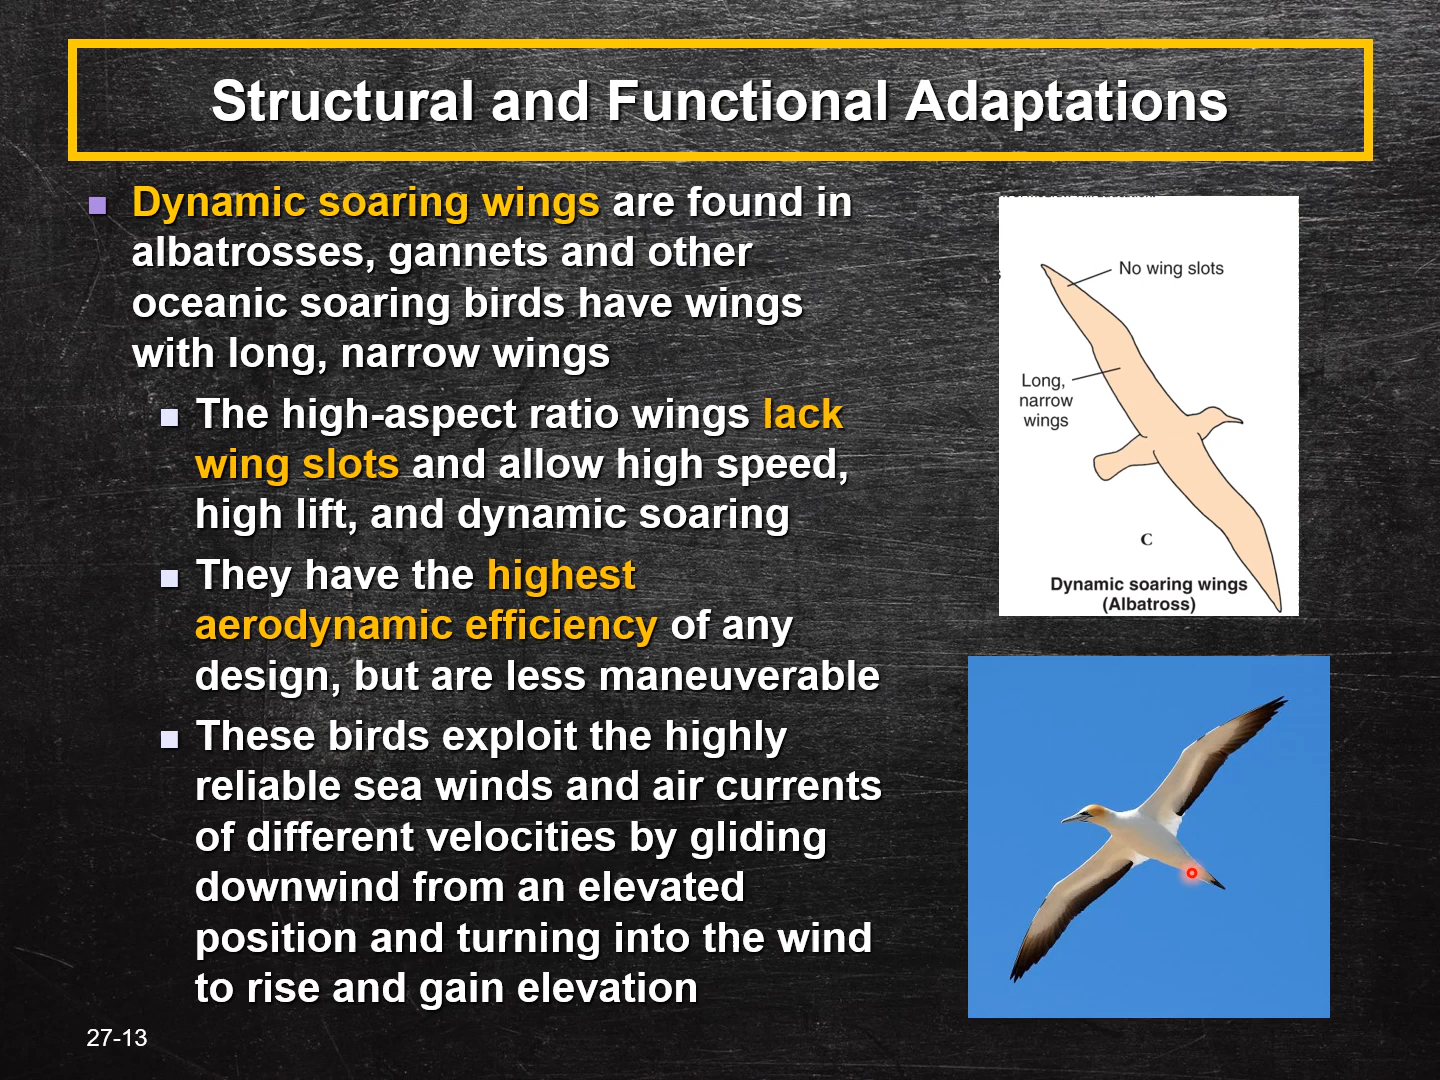 Structural and Functional Adaptations
Dynamic soaring wings are found in
albatrosses, gannets and other
oceanic soaring birds have wings
with long, narrow wings
The high-aspect ratio wings lack
wing slots and allow high speed,
high lift, and dynamic soaring
They have the highest
aerodynamic efficiency of any
design, but are less maneuverable
These birds exploit the highly
reliable sea winds and air currents
of different velocities by gliding
downwind from an elevated
position and turning into the wind
to rise and gain elevation
27-13
No wing slots
Long,
narrow
wings
C
Dynamic soaring wings
(Albatross)